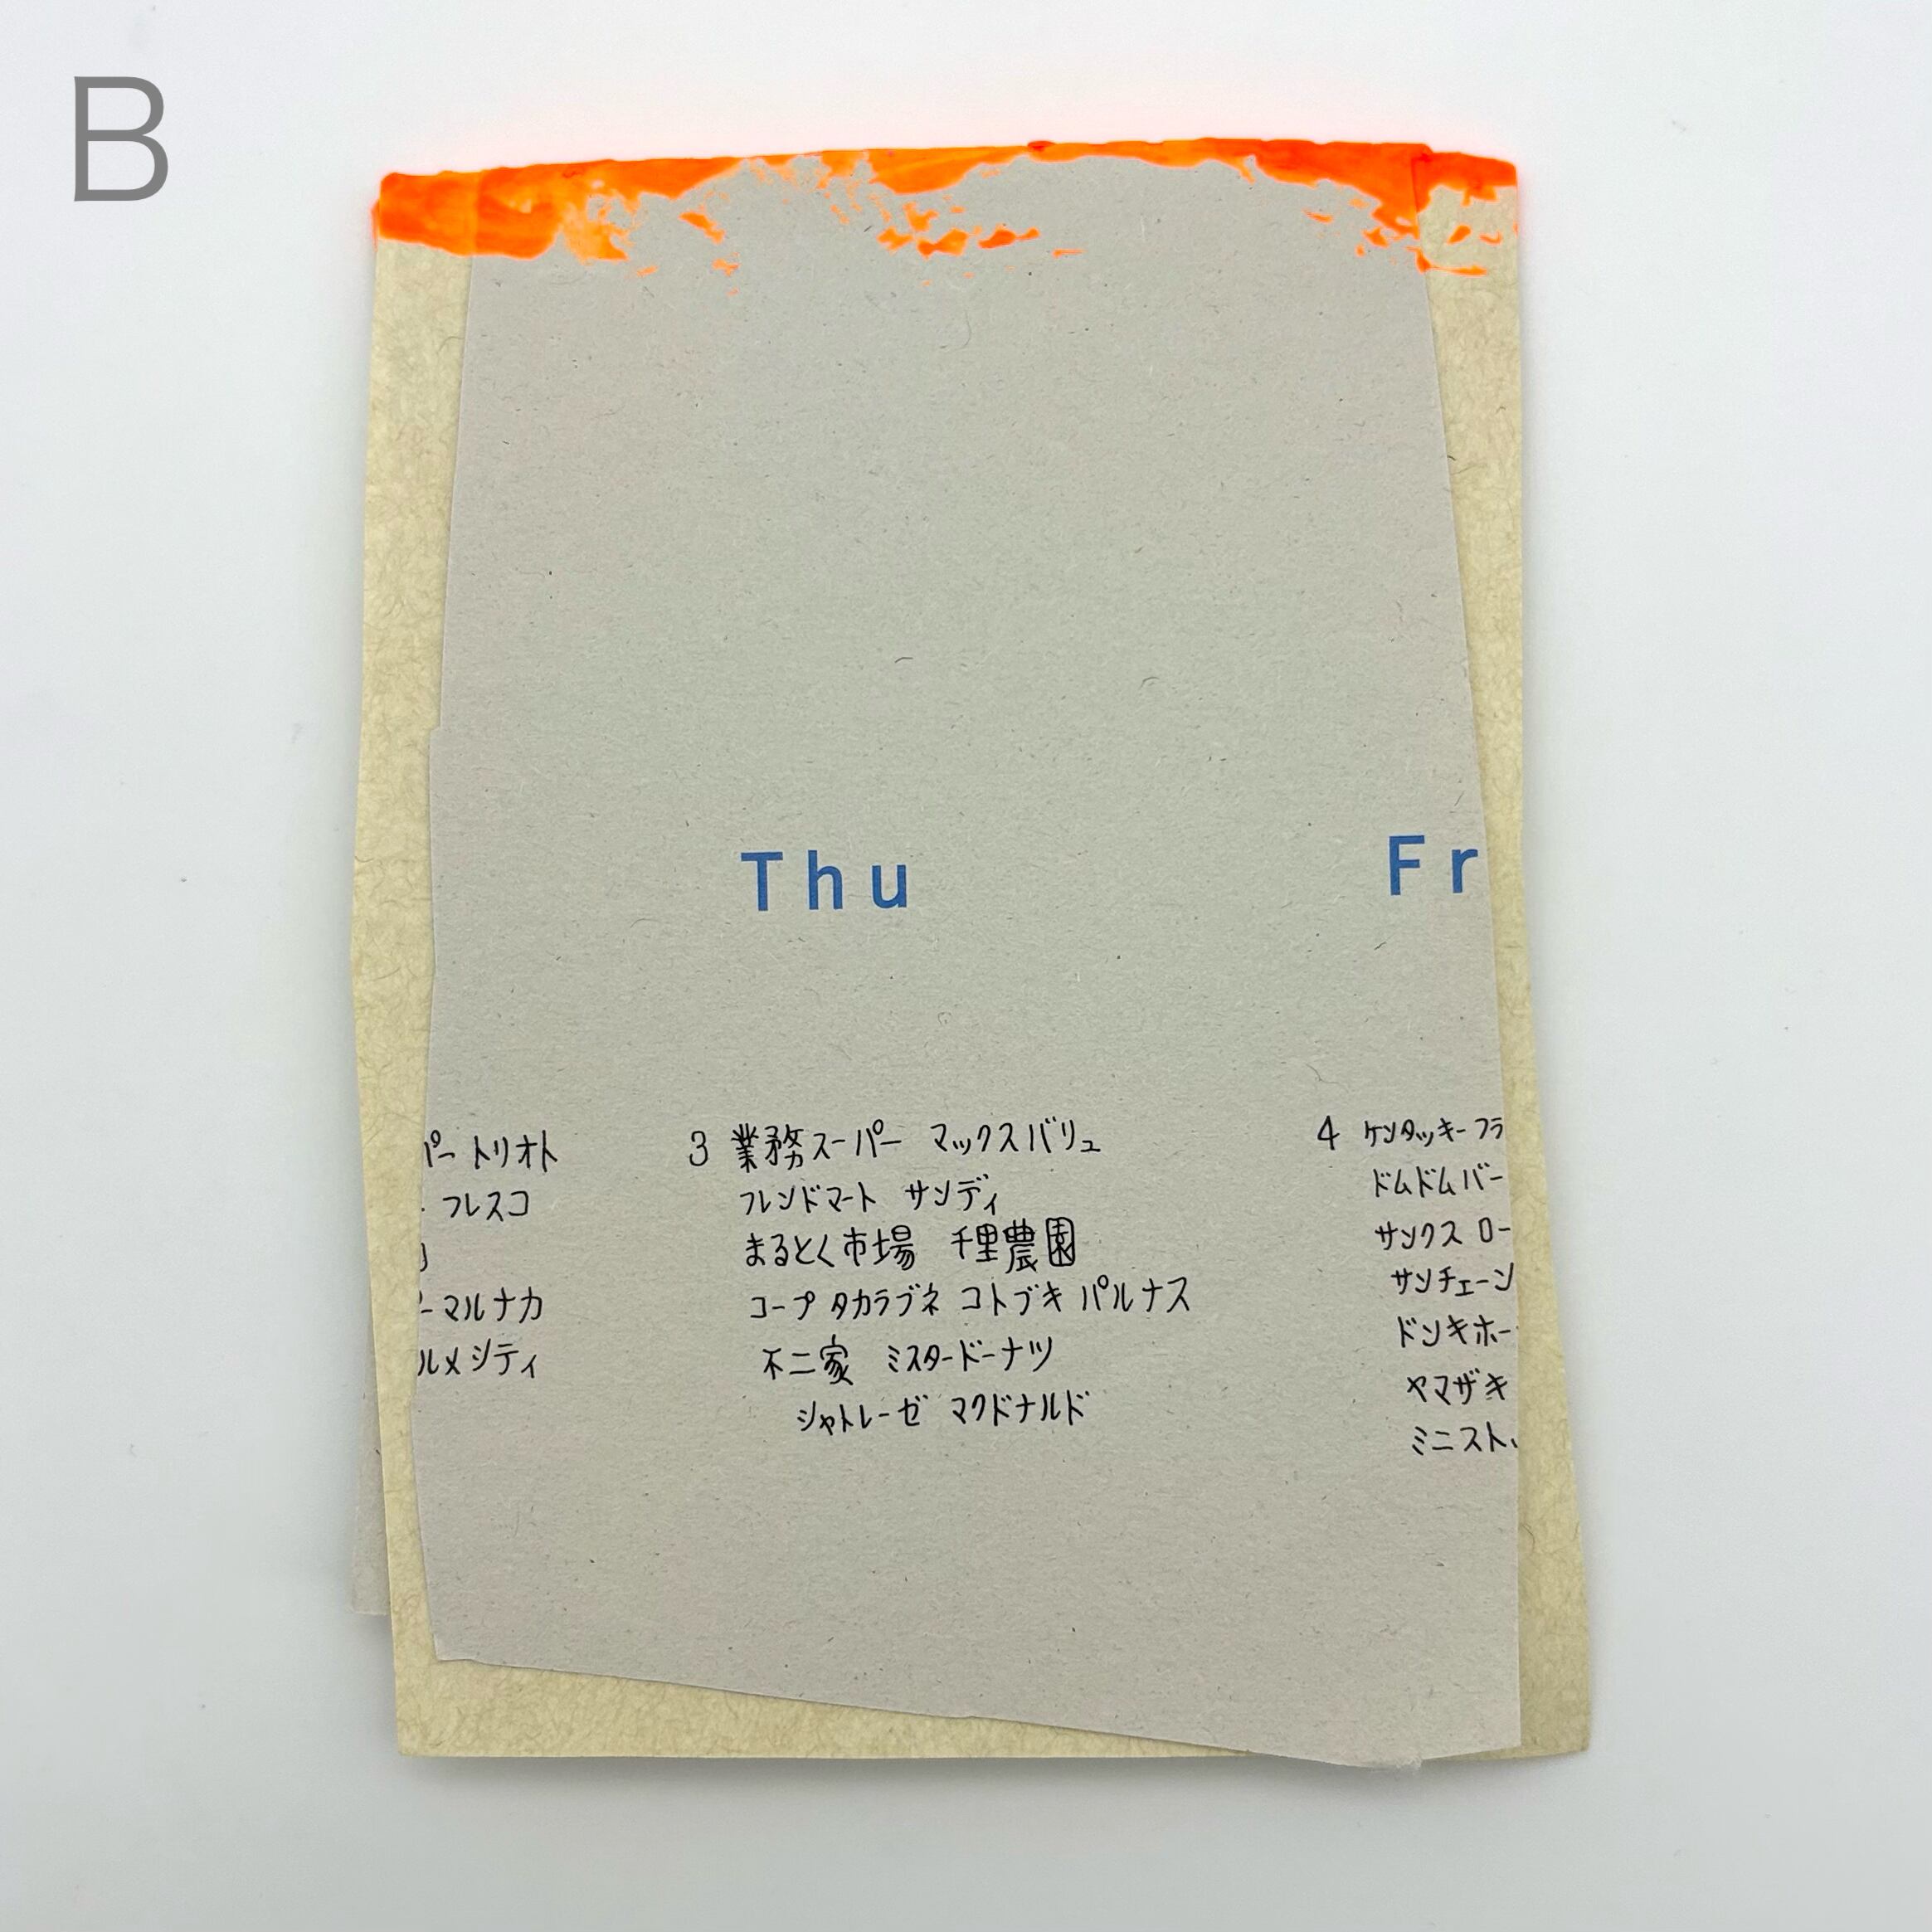 B
Thu
Fr
パー トリオト
フレスコ
ーマルナカ
ルメシティ
3 業務スーパー マックスバリュ
フレンドマート サンディ
まるとく市場 千里農園
コープ タカラブネ コトブキ パルナス
不二家 ミスタードーナツ
シャトレーゼ マクドナルド
4 ケンタッキーフラ
ドムドムバー
サンクス ロー
サンチェーン
ドンキホー
ヤマザキ
ミニスト